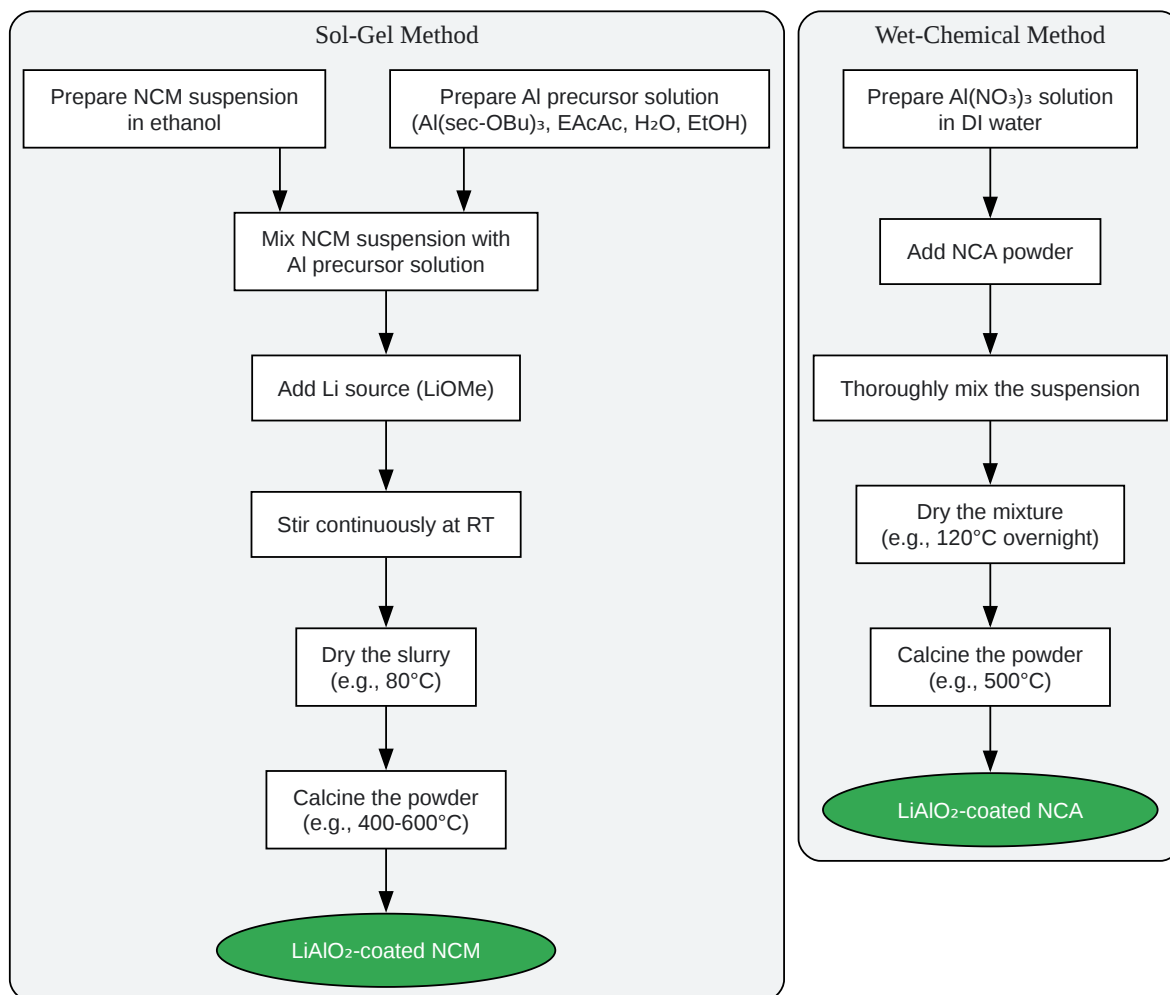 Sol-Gel Method
Prepare NCM suspension
in ethanol
Prepare Al precursor solution
(Al(sec-OBu)₃, EAcAc, H₂O, EtOH)
Mix NCM suspension with
Al precursor solution
Add Li source (LiOMe)
Stir continuously at RT
Dry the slurry
(e.g., 80°C)
Calcine the powder
(e.g., 400-600°C)
LiAlO₂-coated NCM
Wet-Chemical Method
Prepare Al(NO₃)₃ solution
in DI water
Add NCA powder
Thoroughly mix the suspension
Dry the mixture
(e.g., 120°C overnight)
Calcine the powder
(e.g., 500°C)
LiAlO₂-coated NCA